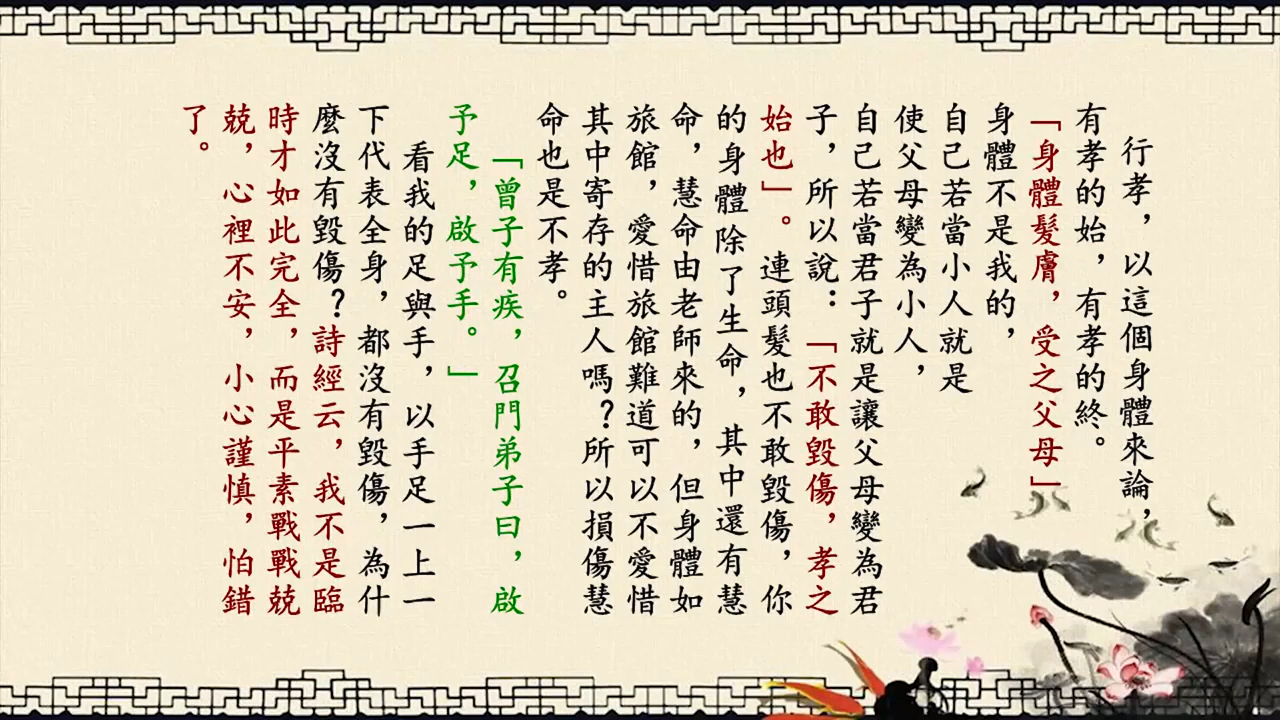 行孝，以這個身體來論，
有孝的始，有孝的終。
「身體髮膚，受之父母」
身體不是我的，
自己若當小人就是
使父母變為小人，
自己若當君子就是讓父母變為君
子，所以說：「不敢毀傷，孝之
始也」。連頭髮也不敢毀傷，你
的身體除了生命，其中還有慧
命，慧命由老師來的，但身體如
旅館，愛惜旅館難道可以不愛惜
其中寄存的主人嗎？所以損傷慧
命也是不孝。
「曾子有疾，召門弟子曰，啟
予足，啟予手。」
看我的足與手，以手足一上一
下代表全身，都沒有毀傷，為什
麼沒有毀傷？詩經云，我不是臨
時才如此完全，而是平素戰戰兢
兢，心裡不安，小心謹慎，怕錯
了。